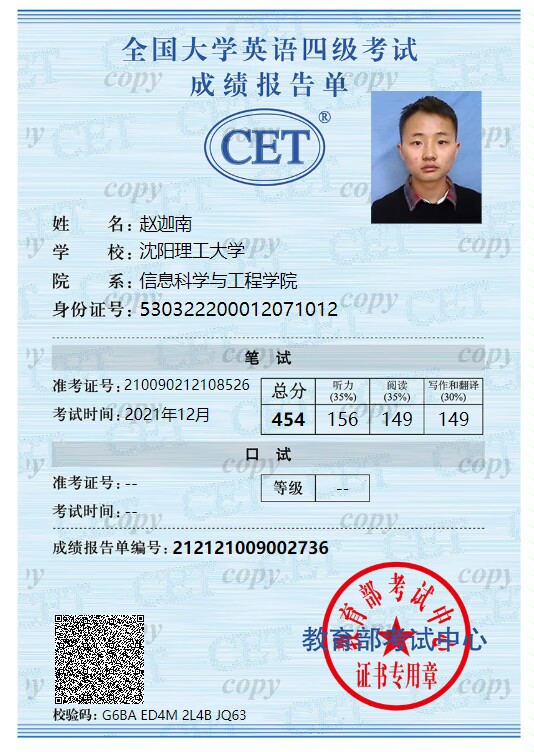 全国大学英语四级考试
成绩报告单
CET®
姓 名：赵迦南
学 校：沈阳理工大学
院 系：信息科学与工程学院
身份证号：530322200012071012
笔 试
准考证号：210090212108526
考试时间：2021年12月
总分 听力(35%) 阅读(35%) 写作和翻译(30%)
454 156 149 149
口 试
准考证号：--
考试时间：--
等级 --
成绩报告单编号：212121009002736
教育部考试中心
教育部考试中心
证书专用章
校验码：G6BA ED4M 2L4B JQ63
copy
CET